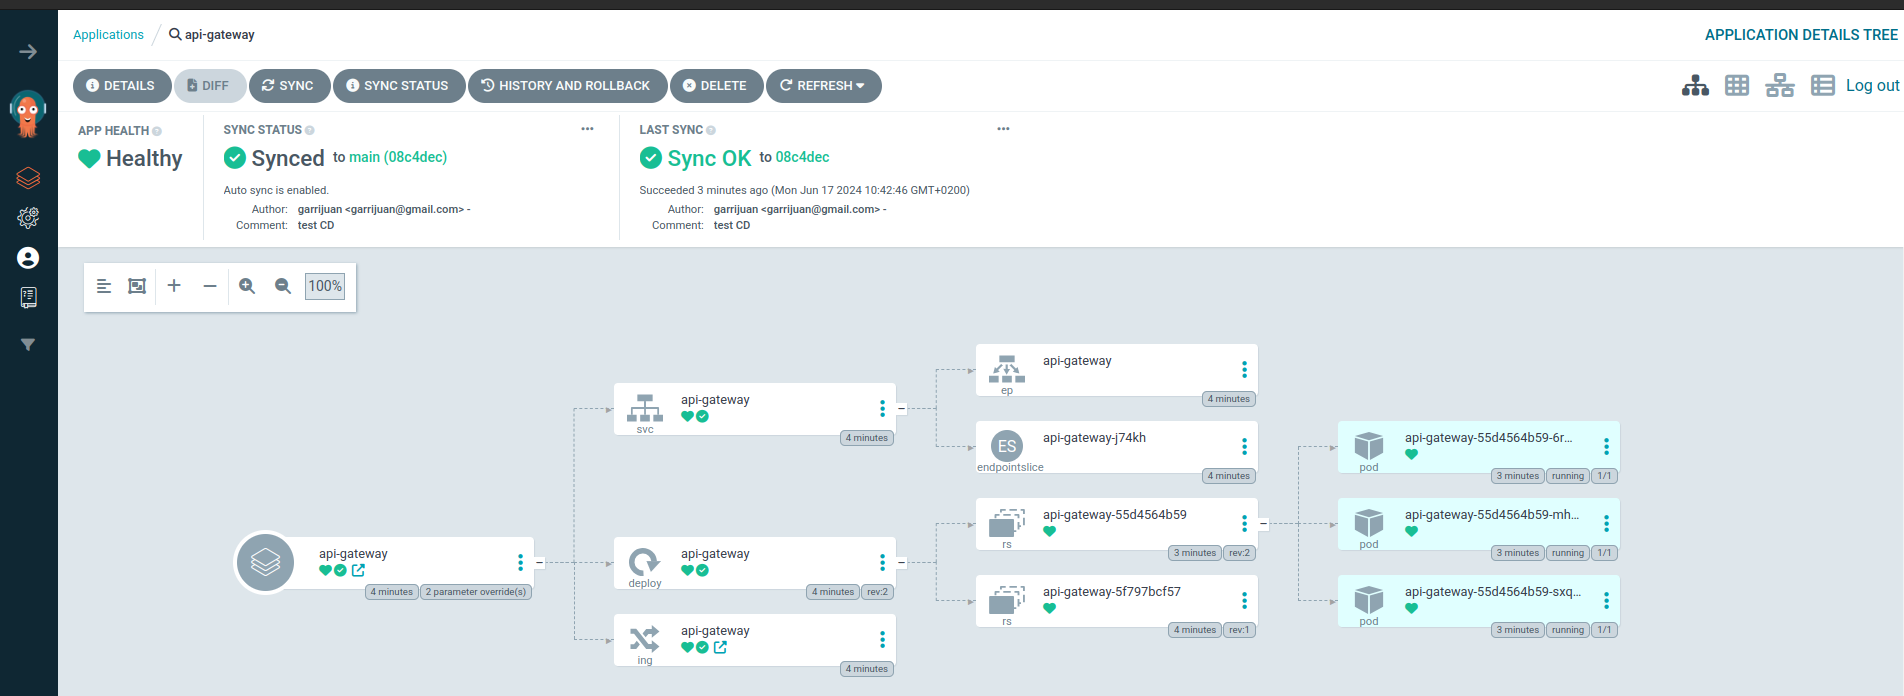 Applications / api-gateway
APPLICATION DETAILS TREE
DETAILS DIFF SYNC SYNC STATUS HISTORY AND ROLLBACK DELETE REFRESH
Log out
APP HEALTH
Healthy
SYNC STATUS
Synced to main (08c4dec)
Auto sync is enabled.
Author: garrijuan <garrijuan@gmail.com> -
Comment: test CD
LAST SYNC
Sync OK to 08c4dec
Succeeded 3 minutes ago (Mon Jun 17 2024 10:42:46 GMT+0200)
Author: garrijuan <garrijuan@gmail.com> -
Comment: test CD
100%
api-gateway
4 minutes 2 parameter override(s)
api-gateway
svc
4 minutes
api-gateway
deploy
4 minutes rev:2
api-gateway
ing
4 minutes
api-gateway
ep
4 minutes
ES
api-gateway-j74kh
endpointslice
4 minutes
api-gateway-55d4564b59
rs
3 minutes rev:2
api-gateway-5f797bcf57
rs
4 minutes rev:1
api-gateway-55d4564b59-6r...
pod
3 minutes running 1/1
api-gateway-55d4564b59-mh...
pod
3 minutes running 1/1
api-gateway-55d4564b59-sxq...
pod
3 minutes running 1/1